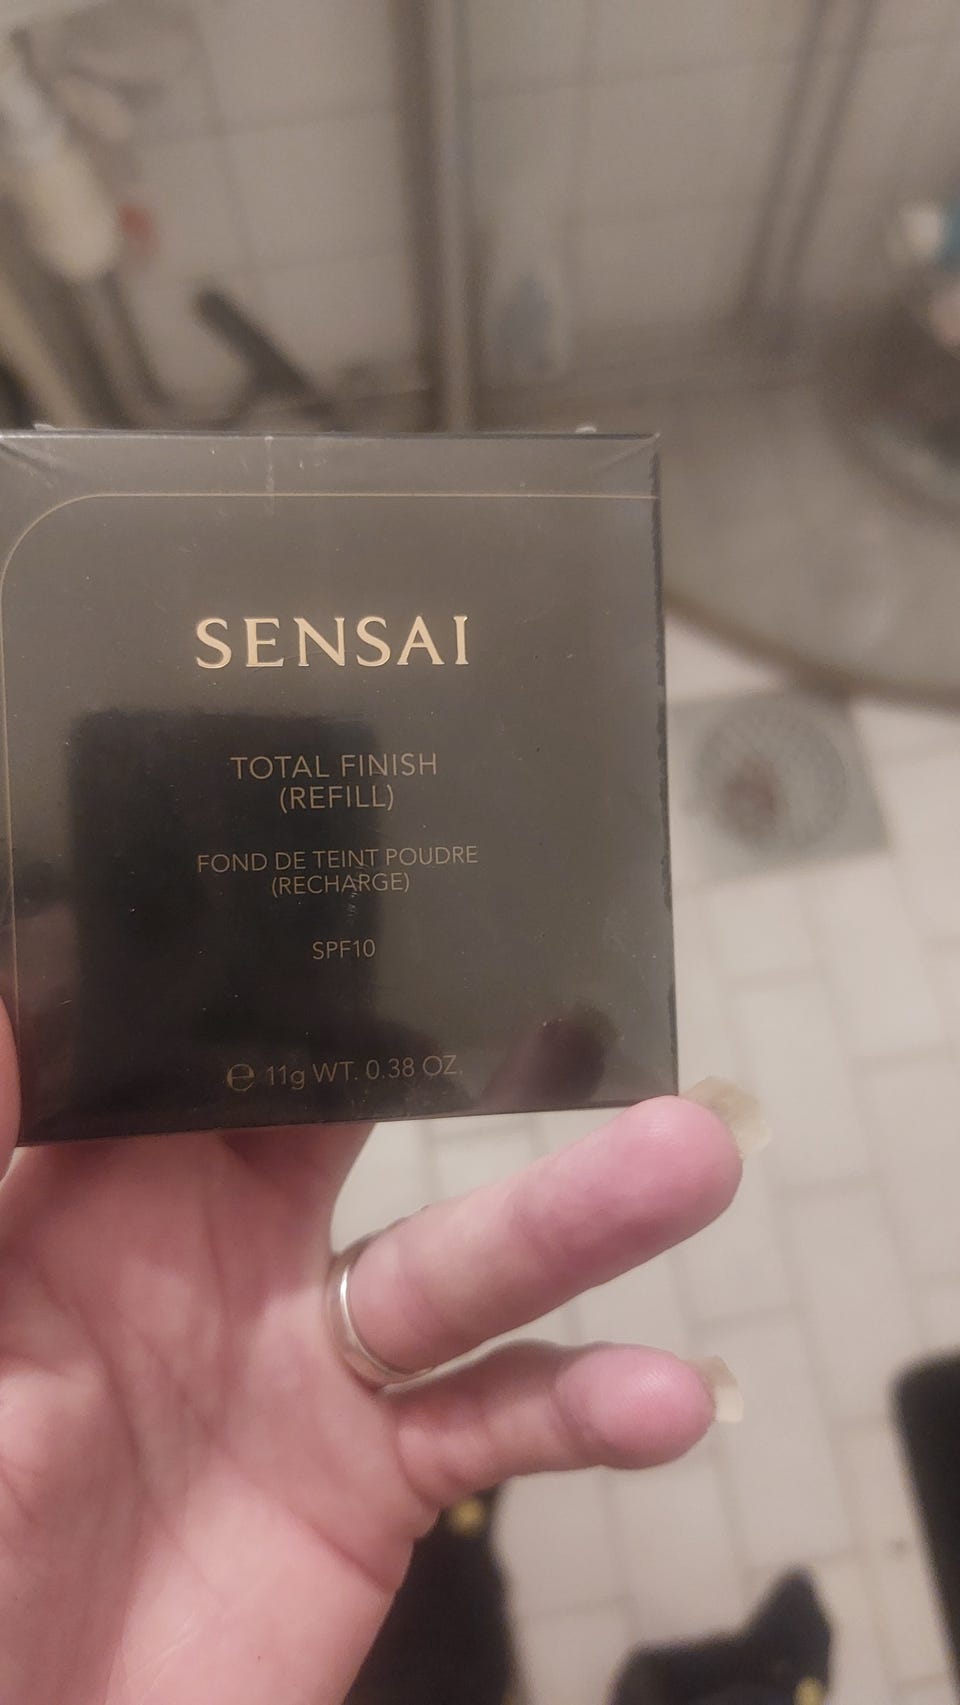 SENSAI
TOTAL FINISH
(REFILL)
FOND DE TEINT POUDRE
(RECHARGE)
SPF10
℮ 11g WT. 0.38 OZ.